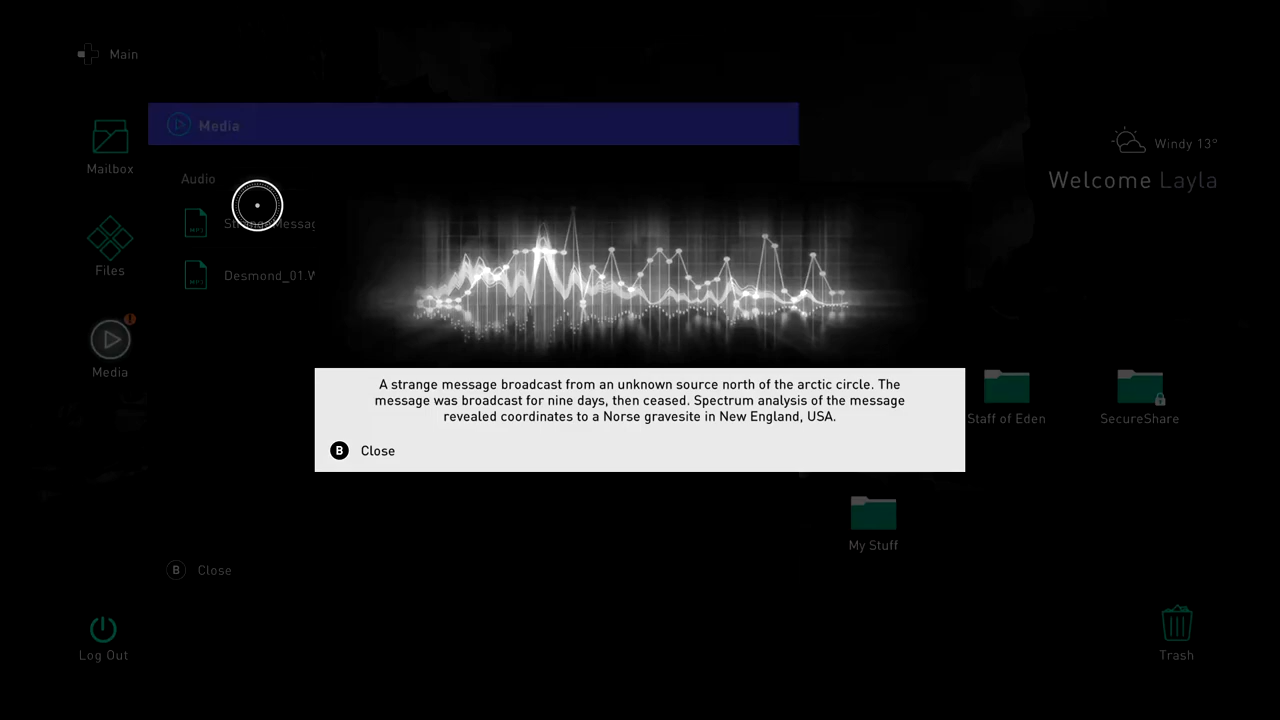 Main
Media
Mailbox
Windy 13°
Audio
Welcome Layla
MP3
Files
MP3
Desmond_01.W
!
Media
A strange message broadcast from an unknown source north of the arctic circle. The
message was broadcast for nine days, then ceased. Spectrum analysis of the message
revealed coordinates to a Norse gravesite in New England, USA.
B Close
Staff of Eden
SecureShare
My Stuff
B Close
Log Out
Trash